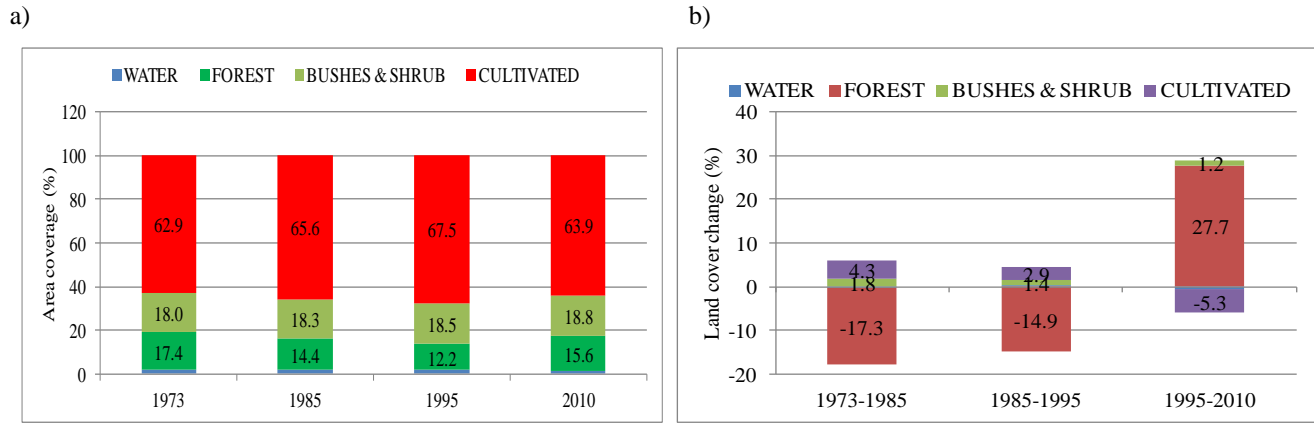 a)
WATER FOREST BUSHES & SHRUB CULTIVATED
Area coverage (%)
120
100
80
60
40
20
0
62.9 65.6 67.5 63.9
18.0 18.3 18.5 18.8
17.4 14.4 12.2 15.6
1973 1985 1995 2010
b)
WATER FOREST BUSHES & SHRUB CULTIVATED
Land coverchange (%)
40
30
20
10
0
-10
-20
4.3 2.9 1.2
1.8 1.4 27.7
-17.3 -14.9 -5.3
1973-1985 1985-1995 1995-2010